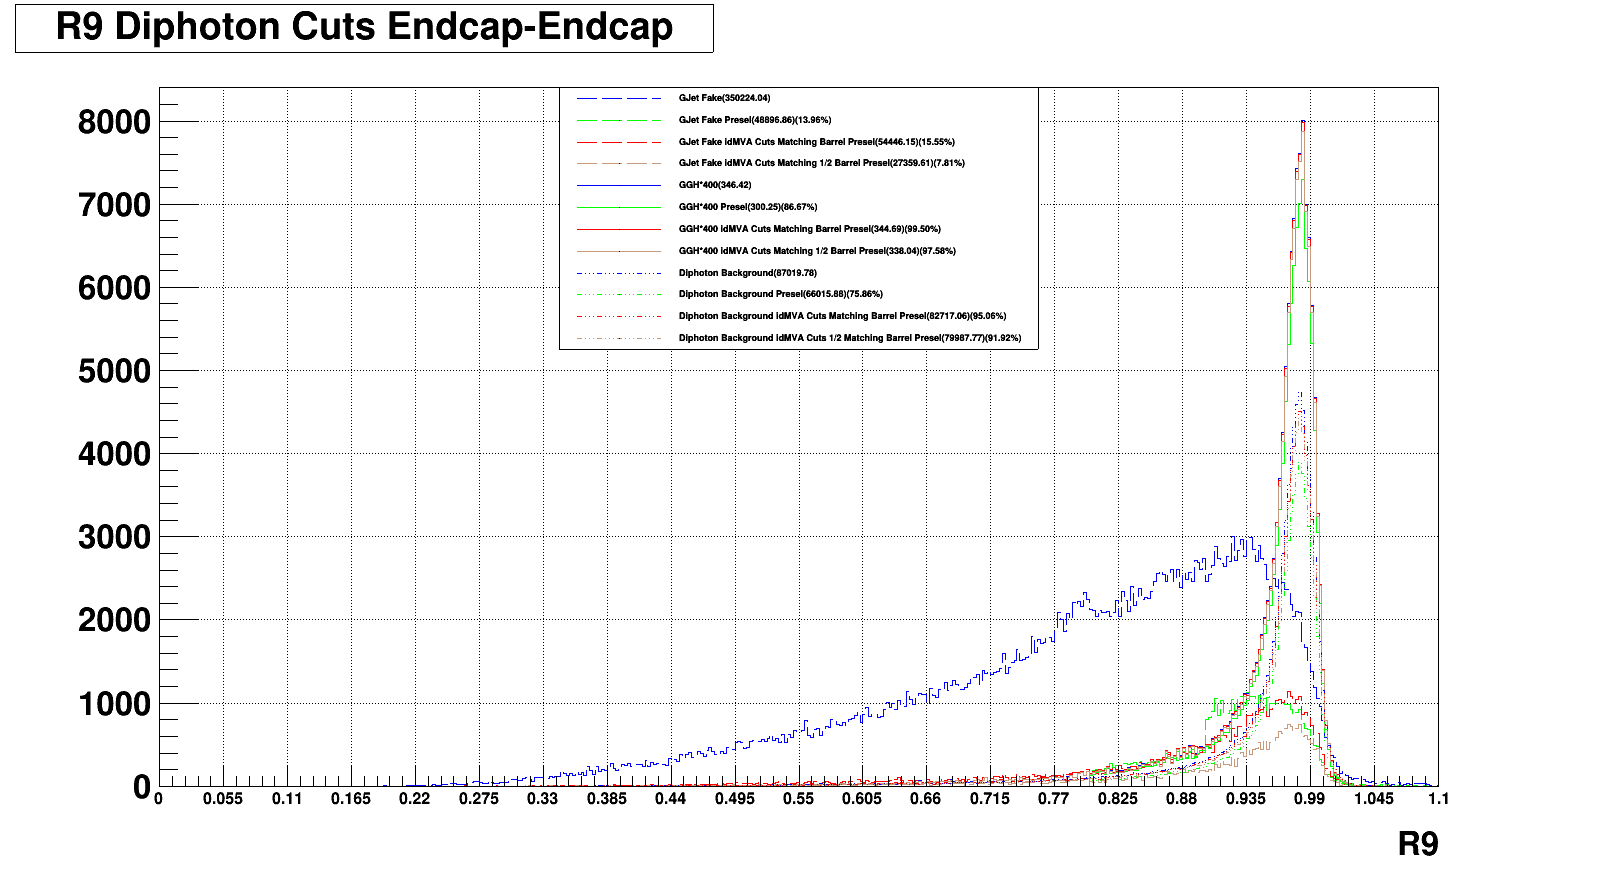 R9 Diphoton Cuts Endcap-Endcap
GJet Fake(350224.04)
GJet Fake Presel(48896.86)(13.96%)
GJet Fake idMVA Cuts Matching Barrel Presel(54446.15)(15.55%)
GJet Fake idMVA Cuts Matching 1/2 Barrel Presel(27359.61)(7.81%)
GGH*400(346.42)
GGH*400 Presel(300.25)(86.67%)
GGH*400 idMVA Cuts Matching Barrel Presel(344.69)(99.50%)
GGH*400 idMVA Cuts Matching 1/2 Barrel Presel(338.04)(97.58%)
Diphoton Background(87019.78)
Diphoton Background Presel(66015.88)(75.86%)
Diphoton Background idMVA Cuts Matching Barrel Presel(82717.06)(95.06%)
Diphoton Background idMVA Cuts 1/2 Matching Barrel Presel(79987.77)(91.92%)
8000
7000
6000
5000
4000
3000
2000
1000
0
0 0.055 0.11 0.165 0.22 0.275 0.33 0.385 0.44 0.495 0.55 0.605 0.66 0.715 0.77 0.825 0.88 0.935 0.99 1.045 1.1
R9